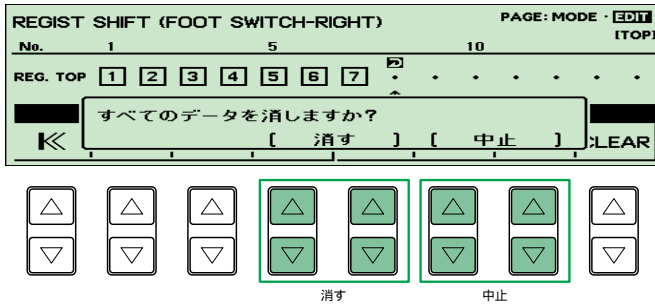 REGIST SHIFT (FOOT SWITCH-RIGHT) PAGE: MODE · EDIT
[TOP]
No. 1 5 10
REG. TOP 1 2 3 4 5 6 7
すべてのデータを消しますか?
[ 消す ] [ 中止 ]
CLEAR
消す 中止